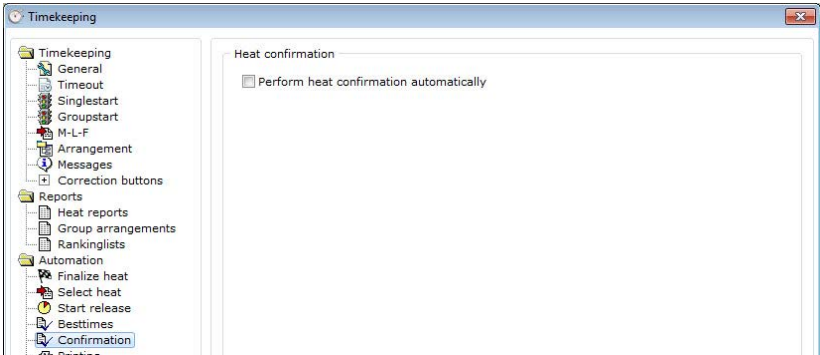 Timekeeping
Timekeeping
General
Timeout
Singlestart
Groupstart
M-L-F
Arrangement
Messages
Correction buttons
Reports
Heat reports
Group arrangements
Rankinglists
Automation
Finalize heat
Select heat
Start release
Besttimes
Confirmation
Printing
Heat confirmation
Perform heat confirmation automatically